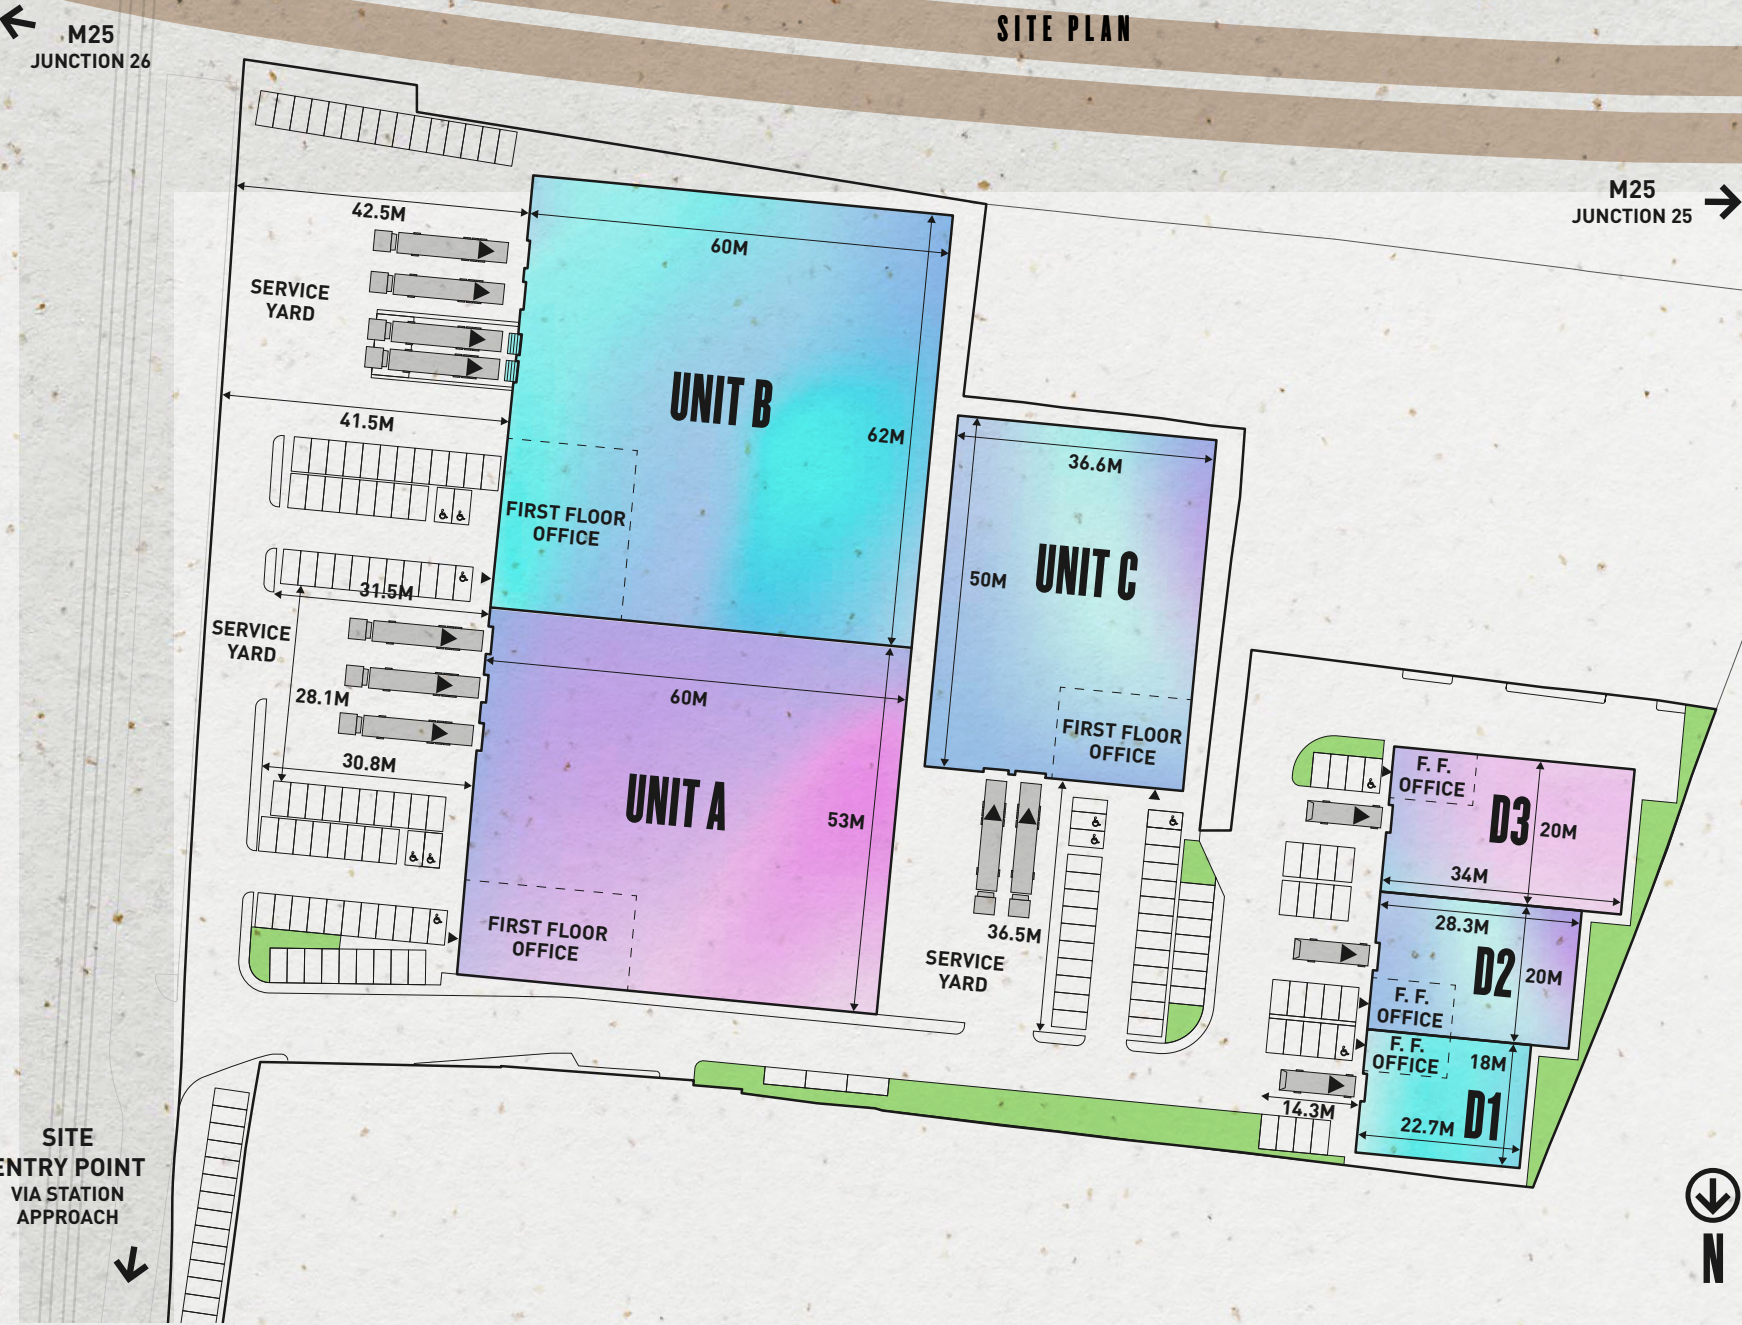 SITE PLAN
M25
JUNCTION 26
M25
JUNCTION 25
42.5M
60M
SERVICE
YARD
UNIT B
62M
41.5M
FIRST FLOOR
OFFICE
36.6M
UNIT C
50M
FIRST FLOOR
OFFICE
31.5M
SERVICE
YARD
28.1M
30.8M
60M
UNIT A
53M
FIRST FLOOR
OFFICE
36.5M
SERVICE
YARD
F. F.
OFFICE
D3
20M
34M
28.3M
D2
20M
F. F.
OFFICE
F. F.
OFFICE
18M
14.3M
22.7M
D1
SITE
ENTRY POINT
VIA STATION
APPROACH
N